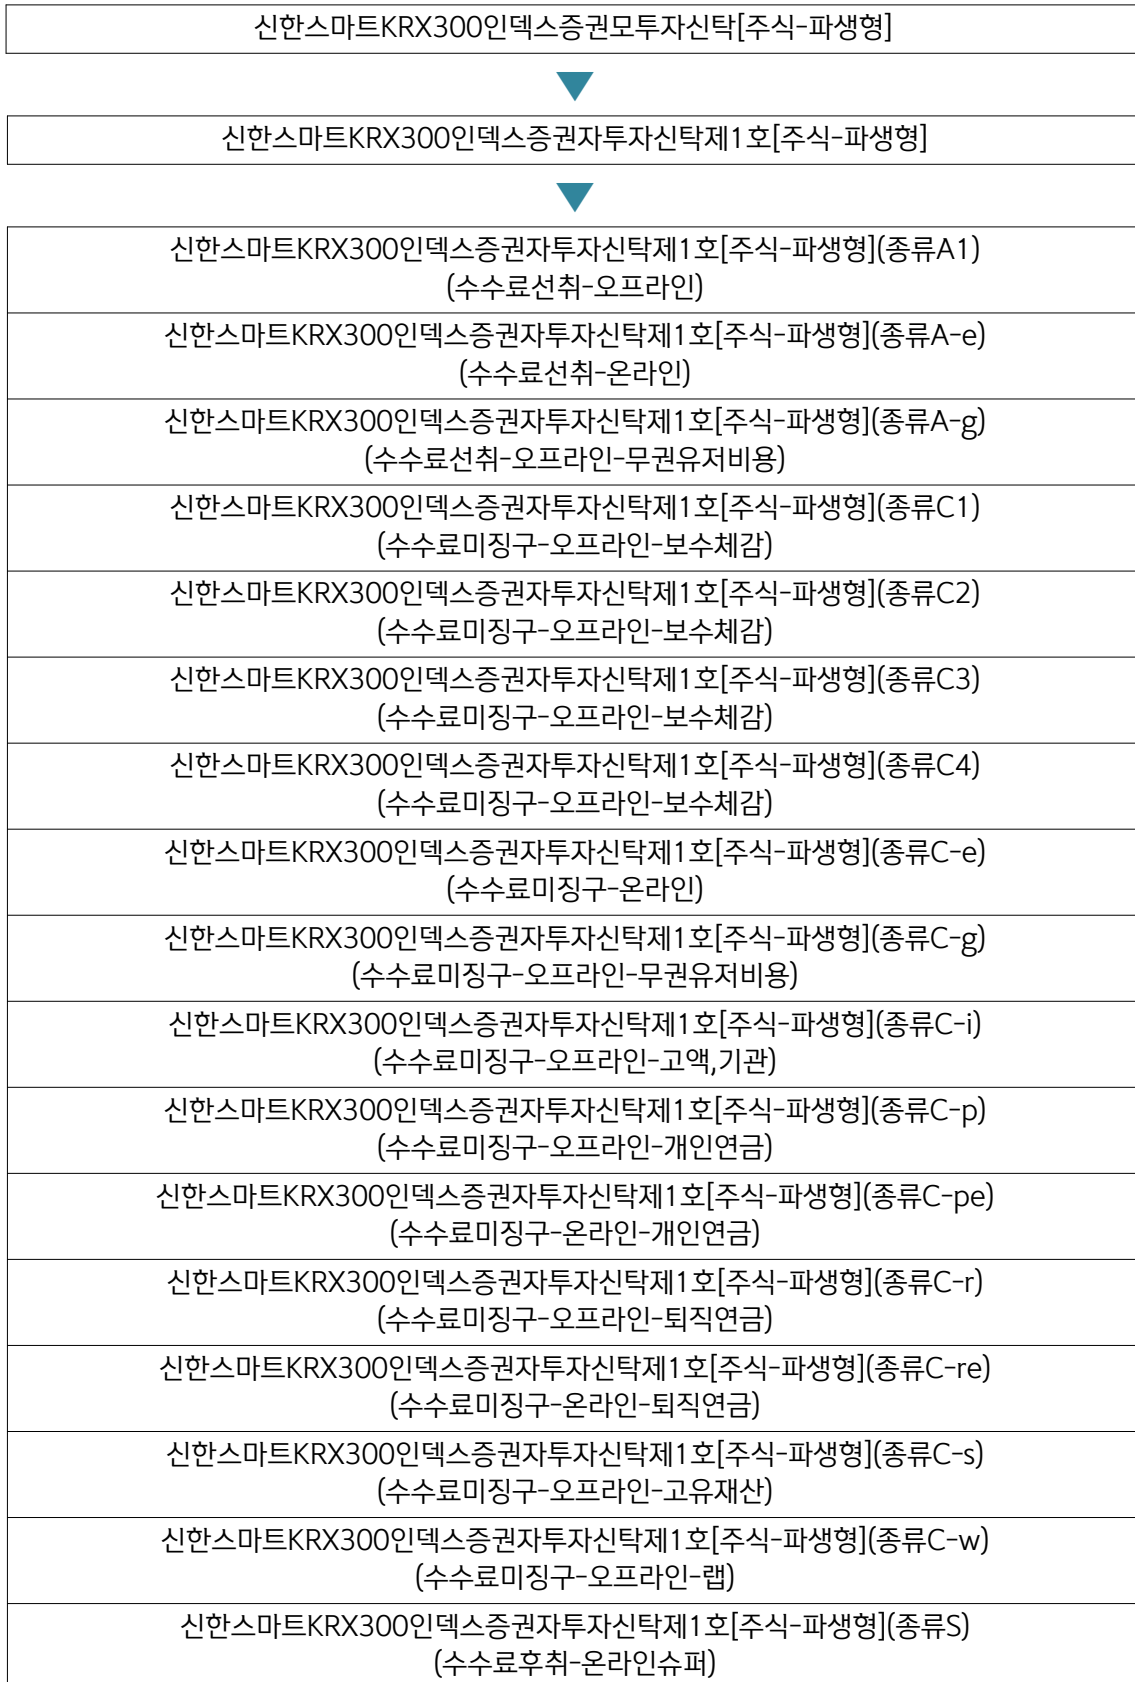 신한스마트KRX300인덱스증권모투자신탁[주식-파생형]
신한스마트KRX300인덱스증권자투자신탁제1호[주식-파생형]
신한스마트KRX300인덱스증권자투자신탁제1호[주식-파생형](종류A1)
(수수료선취-오프라인)
신한스마트KRX300인덱스증권자투자신탁제1호[주식-파생형](종류A-e)
(수수료선취-온라인)
신한스마트KRX300인덱스증권자투자신탁제1호[주식-파생형](종류A-g)
(수수료선취-오프라인-무권유저비용)
신한스마트KRX300인덱스증권자투자신탁제1호[주식-파생형](종류C1)
(수수료미징구-오프라인-보수체감)
신한스마트KRX300인덱스증권자투자신탁제1호[주식-파생형](종류C2)
(수수료미징구-오프라인-보수체감)
신한스마트KRX300인덱스증권자투자신탁제1호[주식-파생형](종류C3)
(수수료미징구-오프라인-보수체감)
신한스마트KRX300인덱스증권자투자신탁제1호[주식-파생형](종류C4)
(수수료미징구-오프라인-보수체감)
신한스마트KRX300인덱스증권자투자신탁제1호[주식-파생형](종류C-e)
(수수료미징구-온라인)
신한스마트KRX300인덱스증권자투자신탁제1호[주식-파생형](종류C-g)
(수수료미징구-오프라인-무권유저비용)
신한스마트KRX300인덱스증권자투자신탁제1호[주식-파생형](종류C-i)
(수수료미징구-오프라인-고액,기관)
신한스마트KRX300인덱스증권자투자신탁제1호[주식-파생형](종류C-p)
(수수료미징구-오프라인-개인연금)
신한스마트KRX300인덱스증권자투자신탁제1호[주식-파생형](종류C-pe)
(수수료미징구-온라인-개인연금)
신한스마트KRX300인덱스증권자투자신탁제1호[주식-파생형](종류C-r)
(수수료미징구-오프라인-퇴직연금)
신한스마트KRX300인덱스증권자투자신탁제1호[주식-파생형](종류C-re)
(수수료미징구-온라인-퇴직연금)
신한스마트KRX300인덱스증권자투자신탁제1호[주식-파생형](종류C-s)
(수수료미징구-오프라인-고유재산)
신한스마트KRX300인덱스증권자투자신탁제1호[주식-파생형](종류C-w)
(수수료미징구-오프라인-랩)
신한스마트KRX300인덱스증권자투자신탁제1호[주식-파생형](종류S)
(수수료후취-온라인슈퍼)